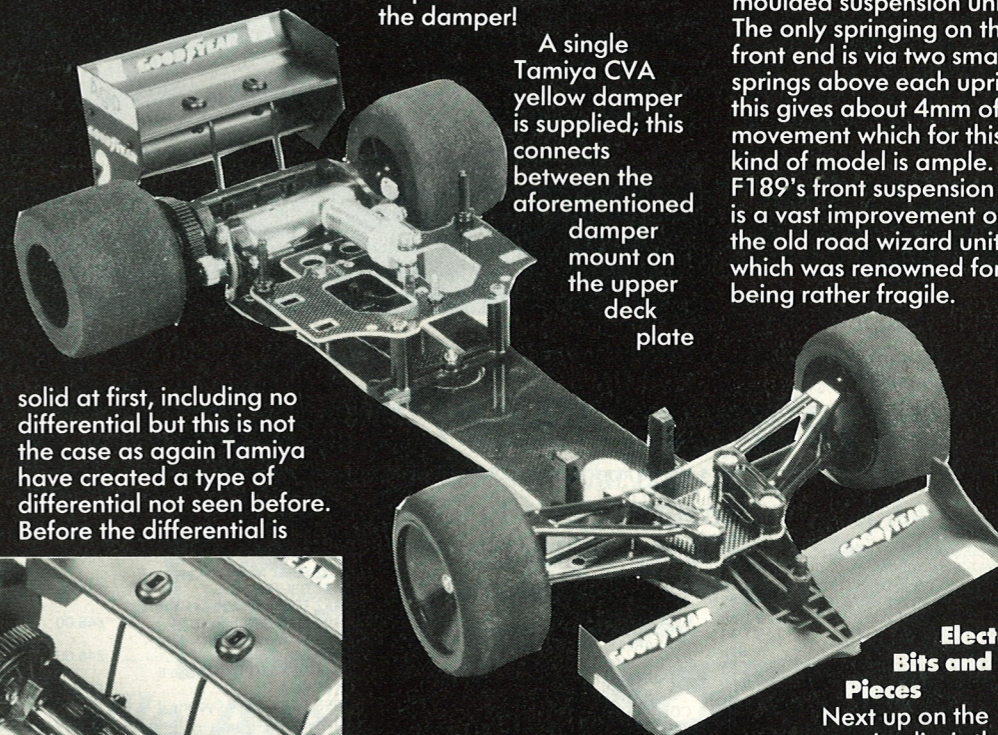 solid at first, including no
differential but this is not
the case as again Tamiya
have created a type of
differential not seen before.
Before the differential is
the damper!
A single
Tamiya CVA
yellow damper
is supplied; this
connects
between the
aforementioned
damper
mount on
the upper
deck
plate
moulded suspension
The only springing on
front end is via two
springs above each
this gives about 4mm of
movement which for this
kind of model is ample.
F189's front suspension
is a vast improvement
the old road wizard unit
which was renowned for
being rather fragile.
Bits and
Pieces
Next up on the
GOODYEAR
GOODYEAR
GOODYEAR
GOODYEAR